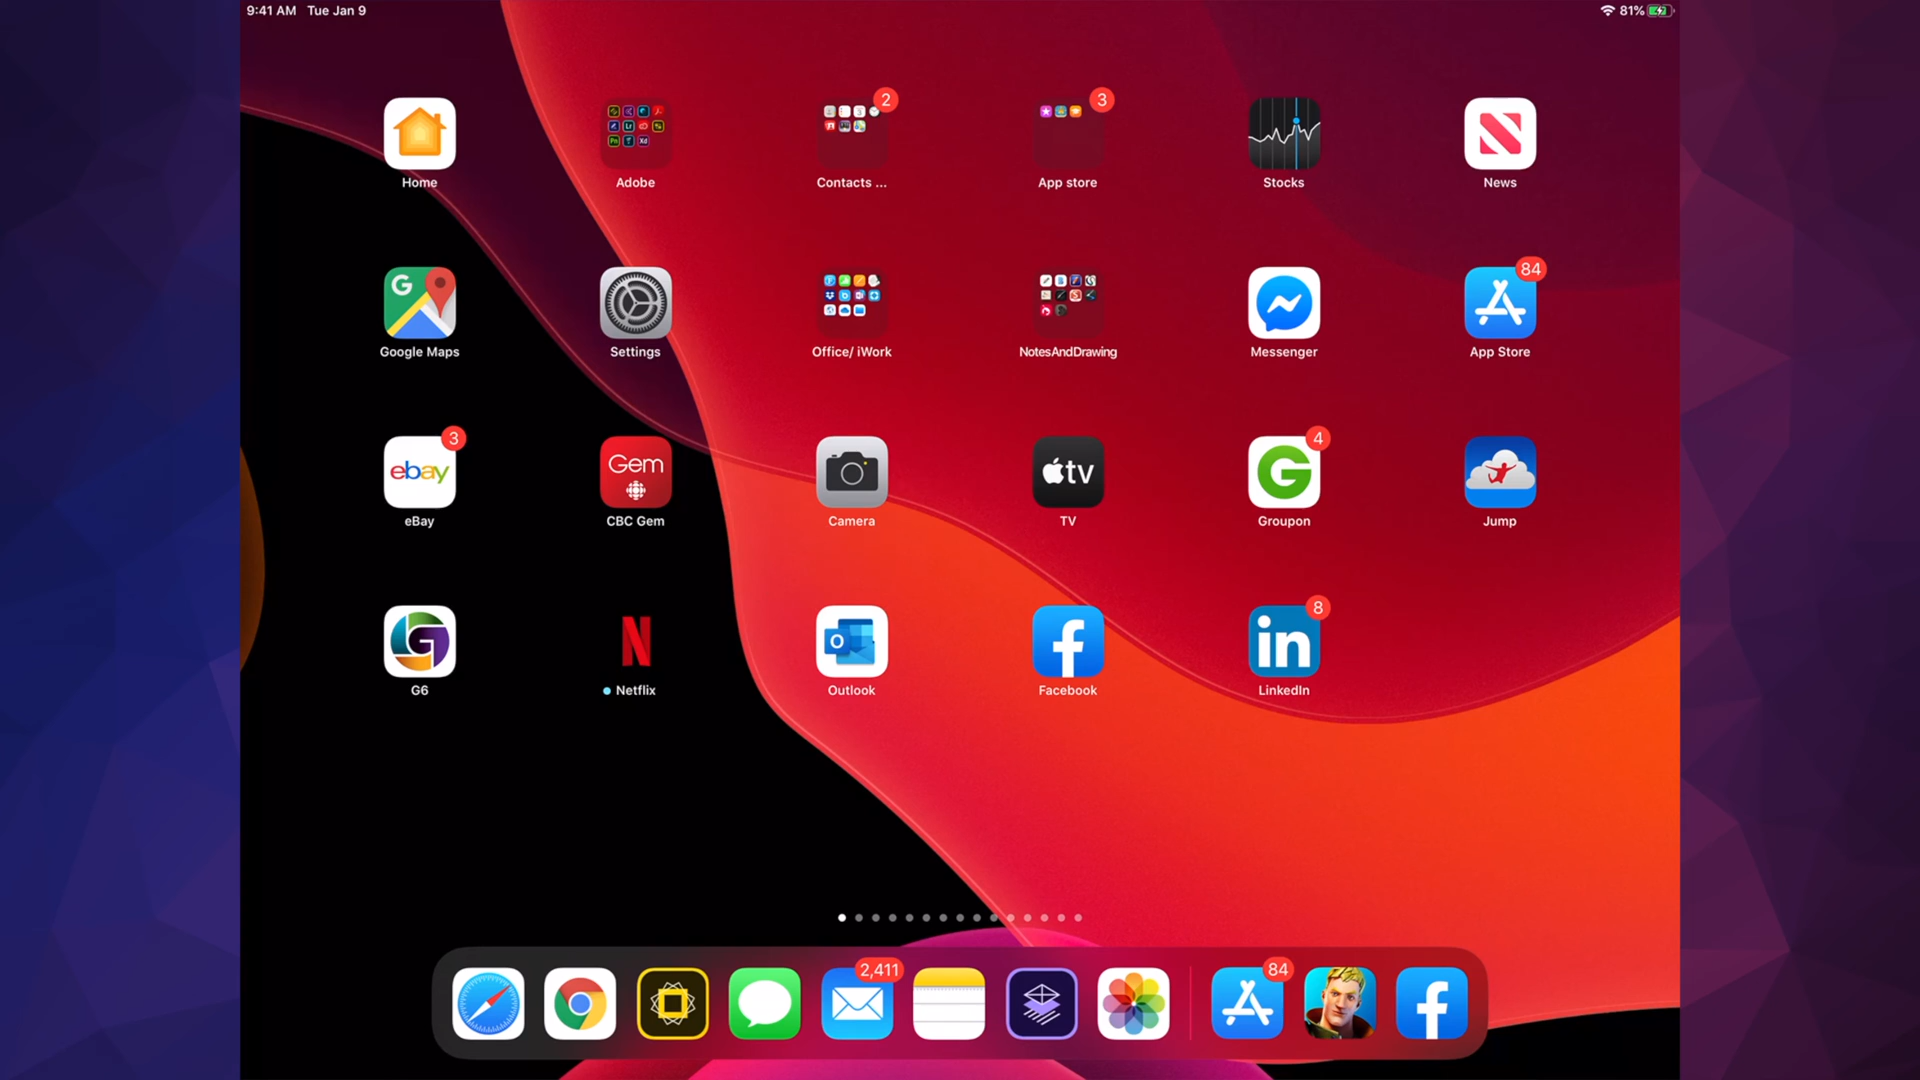 9:41 AM Tue Jan 9
81%
2
3
Home
Adobe
Contacts ...
App store
Stocks
News
G
84
Google Maps
Settings
Office/ iWork
NotesAndDrawing
Messenger
App Store
3
4
ebay
Gem
tv
G
eBay
CBC Gem
Camera
TV
Groupon
Jump
8
G
N
O
f
in
G6
Netflix
Outlook
Facebook
LinkedIn
2,411
84
f